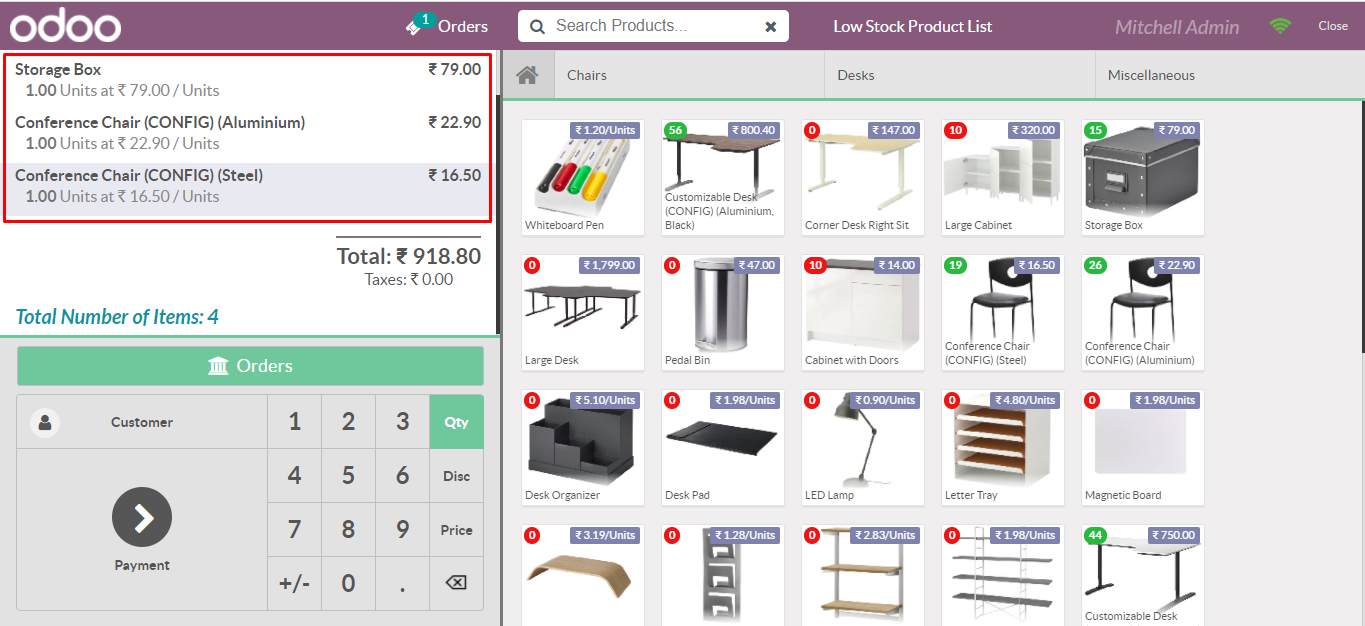 odoo
1
Orders
Search Products...
Low Stock Product List
Mitchell Admin
Close
Storage Box ₹ 79.00
1.00 Units at ₹ 79.00 / Units
Conference Chair (CONFIG) (Aluminium) ₹ 22.90
1.00 Units at ₹ 22.90 / Units
Conference Chair (CONFIG) (Steel) ₹ 16.50
1.00 Units at ₹ 16.50 / Units
Total: ₹ 918.80
Taxes: ₹ 0.00
Total Number of Items: 4
Orders
Customer
Payment
1 2 3 Qty
4 5 6 Disc
7 8 9 Price
+/- 0 .
Chairs
Desks
Miscellaneous
₹ 1.20/Units
Whiteboard Pen
56
₹ 800.40
Customizable Desk
(CONFIG) (Aluminium,
Black)
0
₹ 147.00
Corner Desk Right Sit
10
₹ 320.00
Large Cabinet
15
₹ 79.00
Storage Box
0
₹ 1,799.00
Large Desk
0
₹ 47.00
Pedal Bin
10
₹ 14.00
Cabinet with Doors
19
₹ 16.50
Conference Chair
(CONFIG) (Steel)
26
₹ 22.90
Conference Chair
(CONFIG) (Aluminium)
0
₹ 5.10/Units
Desk Organizer
0
₹ 1.98/Units
Desk Pad
0
₹ 0.90/Units
LED Lamp
0
₹ 4.80/Units
Letter Tray
0
₹ 1.98/Units
Magnetic Board
0
₹ 3.19/Units
0
₹ 1.28/Units
0
₹ 2.83/Units
0
₹ 1.98/Units
44
₹ 750.00
Customizable Desk